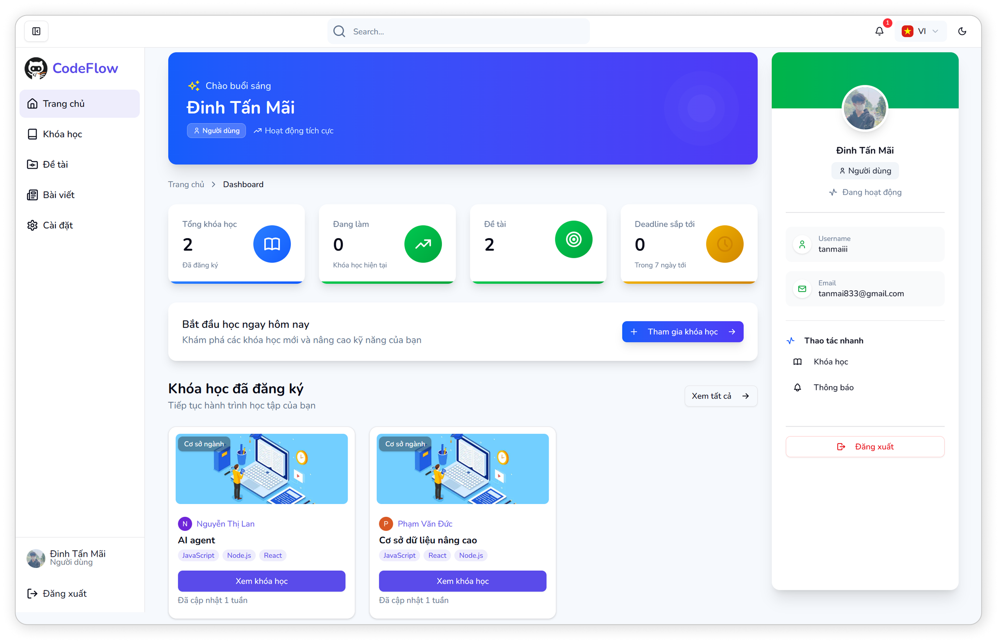 Search...
1
VI
CodeFlow
Trang chủ
Khóa học
Đề tài
Bài viết
Cài đặt
Đinh Tấn Mãi
Người dùng
Đăng xuất
Chào buổi sáng
Đinh Tấn Mãi
Người dùng
Hoạt động tích cực
Trang chủ > Dashboard
Tổng khóa học
2
Đã đăng ký
Đang làm
0
Khóa học hiện tại
Đề tài
2
Deadline sắp tới
0
Trong 7 ngày tới
Bắt đầu học ngay hôm nay
Khám phá các khóa học mới và nâng cao kỹ năng của bạn
+ Tham gia khóa học →
Khóa học đã đăng ký
Tiếp tục hành trình học tập của bạn
Xem tất cả →
Cơ sở ngành
N Nguyễn Thị Lan
AI agent
JavaScript Node.js React
Xem khóa học
Đã cập nhật 1 tuần
Cơ sở ngành
P Phạm Văn Đức
Cơ sở dữ liệu nâng cao
JavaScript React Node.js
Xem khóa học
Đã cập nhật 1 tuần
Đinh Tấn Mãi
Người dùng
Đang hoạt động
Username
tanmaiii
Email
tanmai833@gmail.com
Thao tác nhanh
Khóa học
Thông báo
Đăng xuất